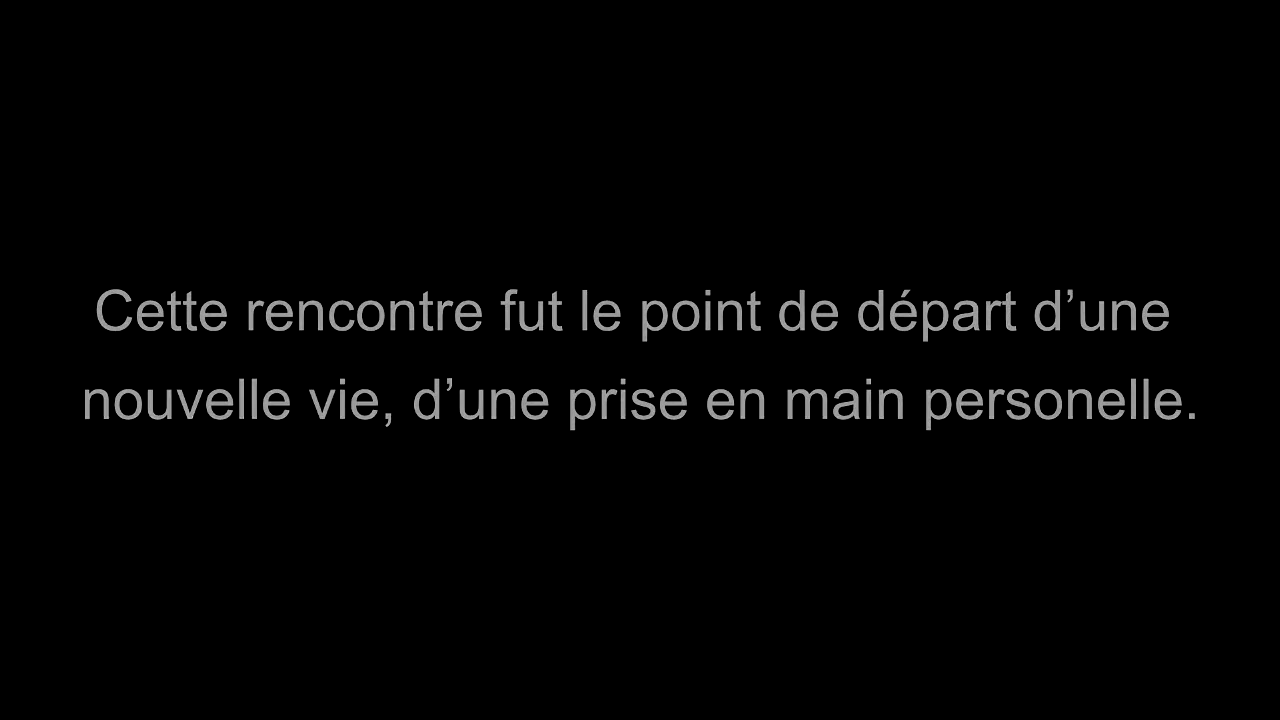 Cette rencontre fut le point de départ d’une
nouvelle vie, d’une prise en main personelle.